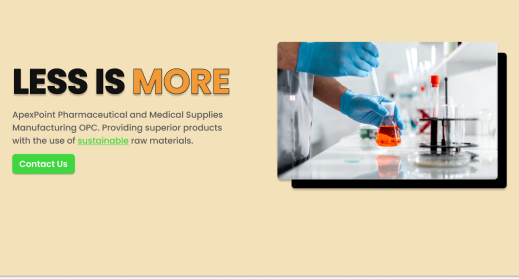 LESS IS MORE
ApexPoint Pharmaceutical and Medical Supplies
Manufacturing OPC. Providing superior products
with the use of sustainable raw materials.
Contact Us